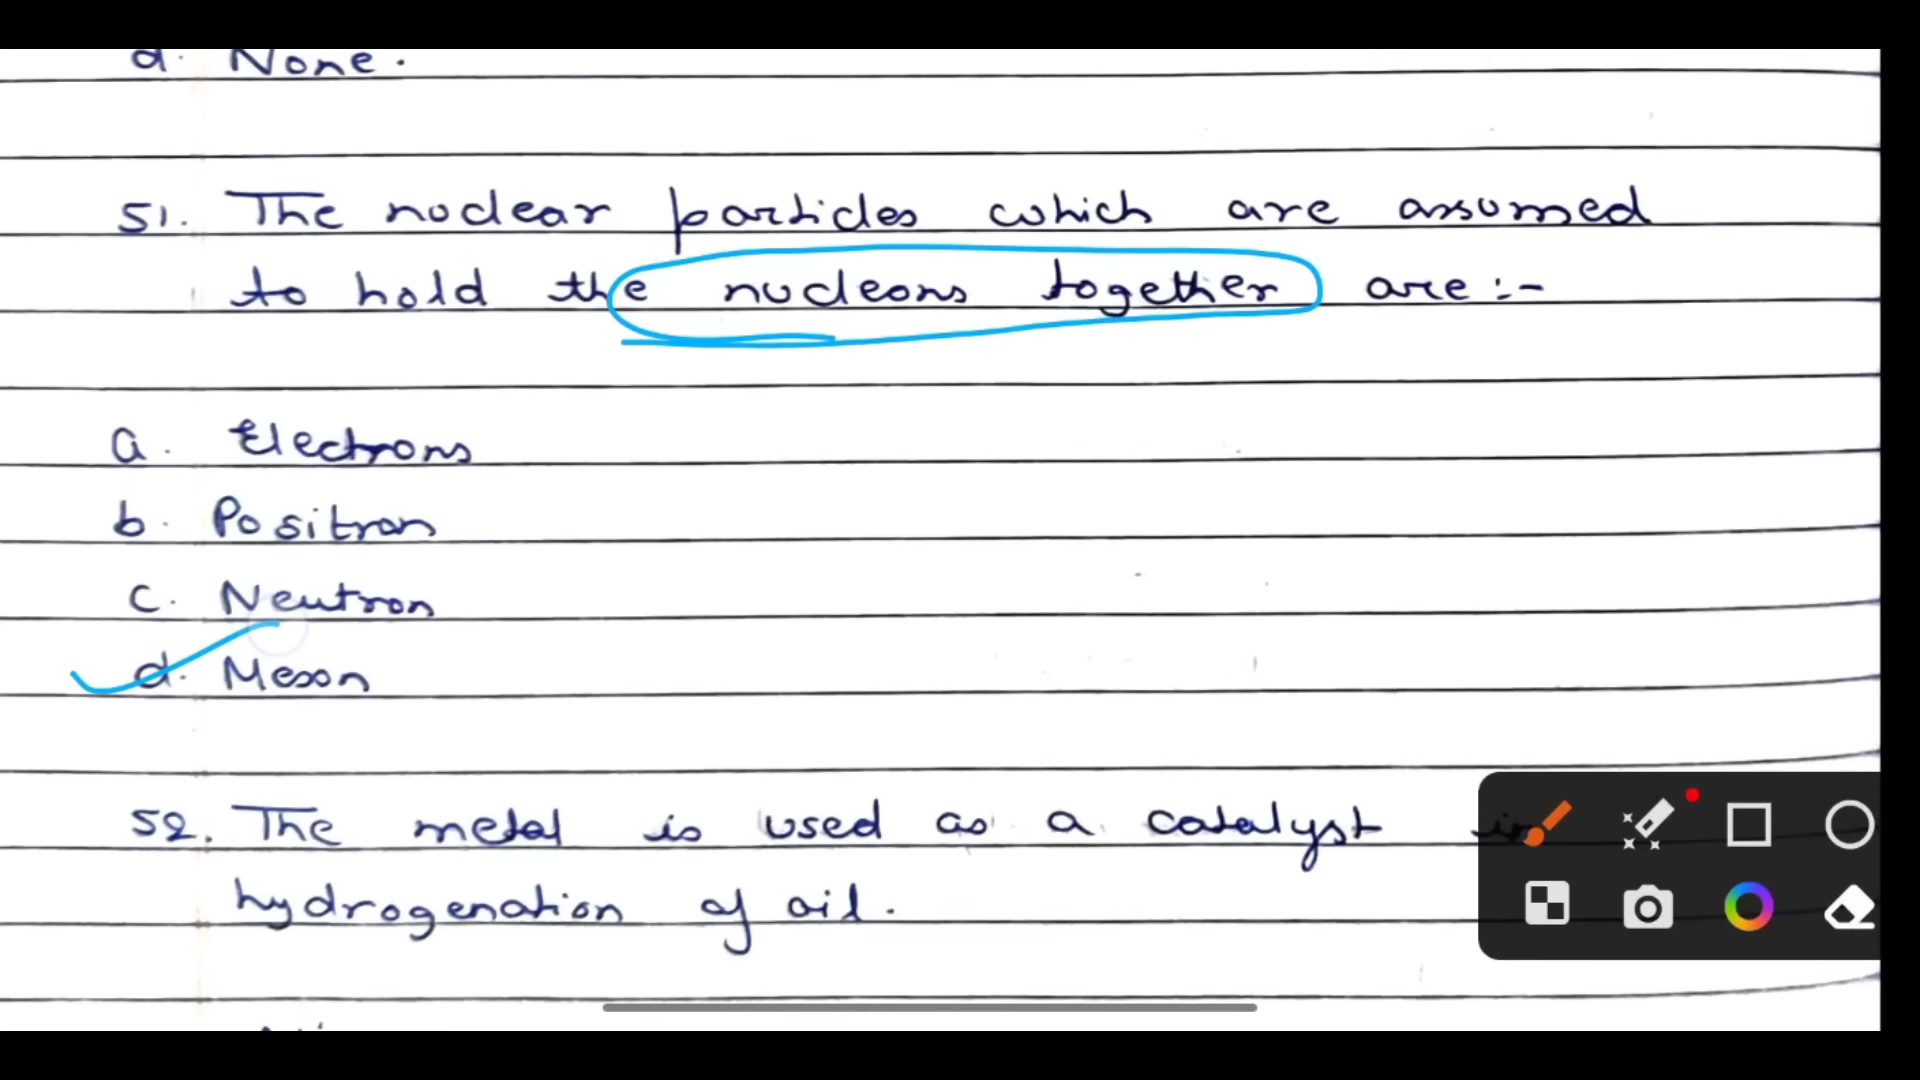 d. None.
51. The nuclear particles which are assumed
to hold the nucleons together are :-
a. Electrons
b. Positron
c. Neutron
d. Meson
52. The metal is used as a catalyst in
hydrogenation of oil.